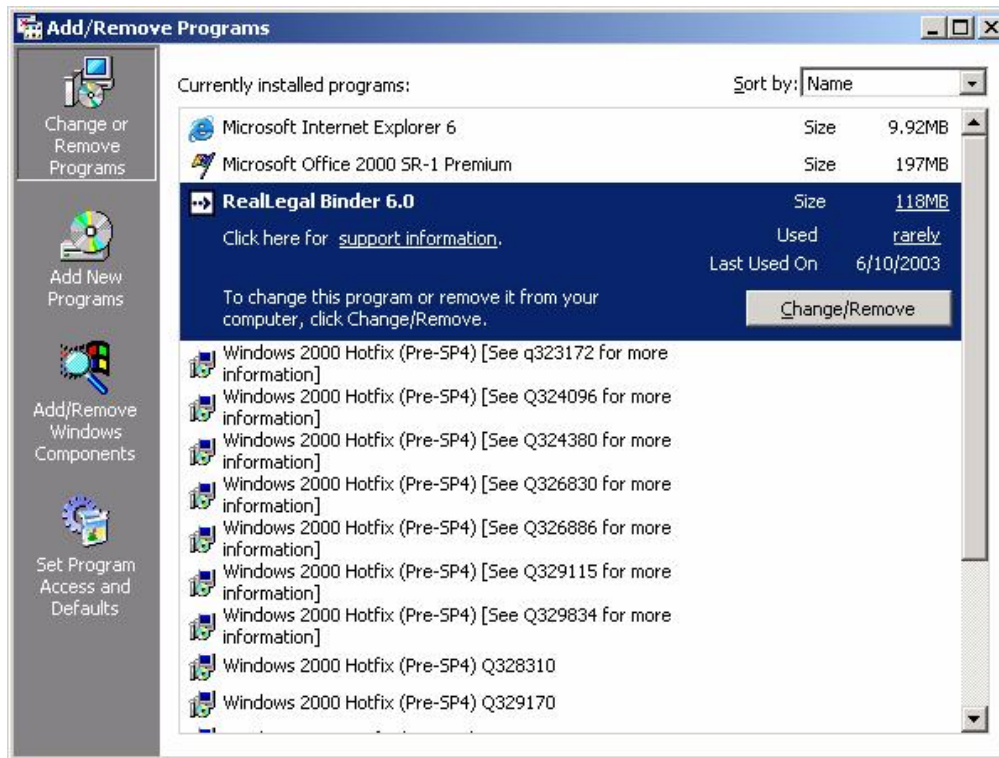 Add/Remove Programs
Change or
Remove
Programs
Add New
Programs
Add/Remove
Windows
Components
Set Program
Access and
Defaults
Currently installed programs:
Sort by: Name
Microsoft Internet Explorer 6 Size 9.92MB
Microsoft Office 2000 SR-1 Premium Size 197MB
RealLegal Binder 6.0 Size 118MB
Click here for support information. Used rarely
Last Used On 6/10/2003
To change this program or remove it from your
computer, click Change/Remove.
Change/Remove
Windows 2000 Hotfix (Pre-SP4) [See q323172 for more
information]
Windows 2000 Hotfix (Pre-SP4) [See Q324096 for more
information]
Windows 2000 Hotfix (Pre-SP4) [See Q324380 for more
information]
Windows 2000 Hotfix (Pre-SP4) [See Q326830 for more
information]
Windows 2000 Hotfix (Pre-SP4) [See Q326886 for more
information]
Windows 2000 Hotfix (Pre-SP4) [See Q329115 for more
information]
Windows 2000 Hotfix (Pre-SP4) [See Q329834 for more
information]
Windows 2000 Hotfix (Pre-SP4) Q328310
Windows 2000 Hotfix (Pre-SP4) Q329170